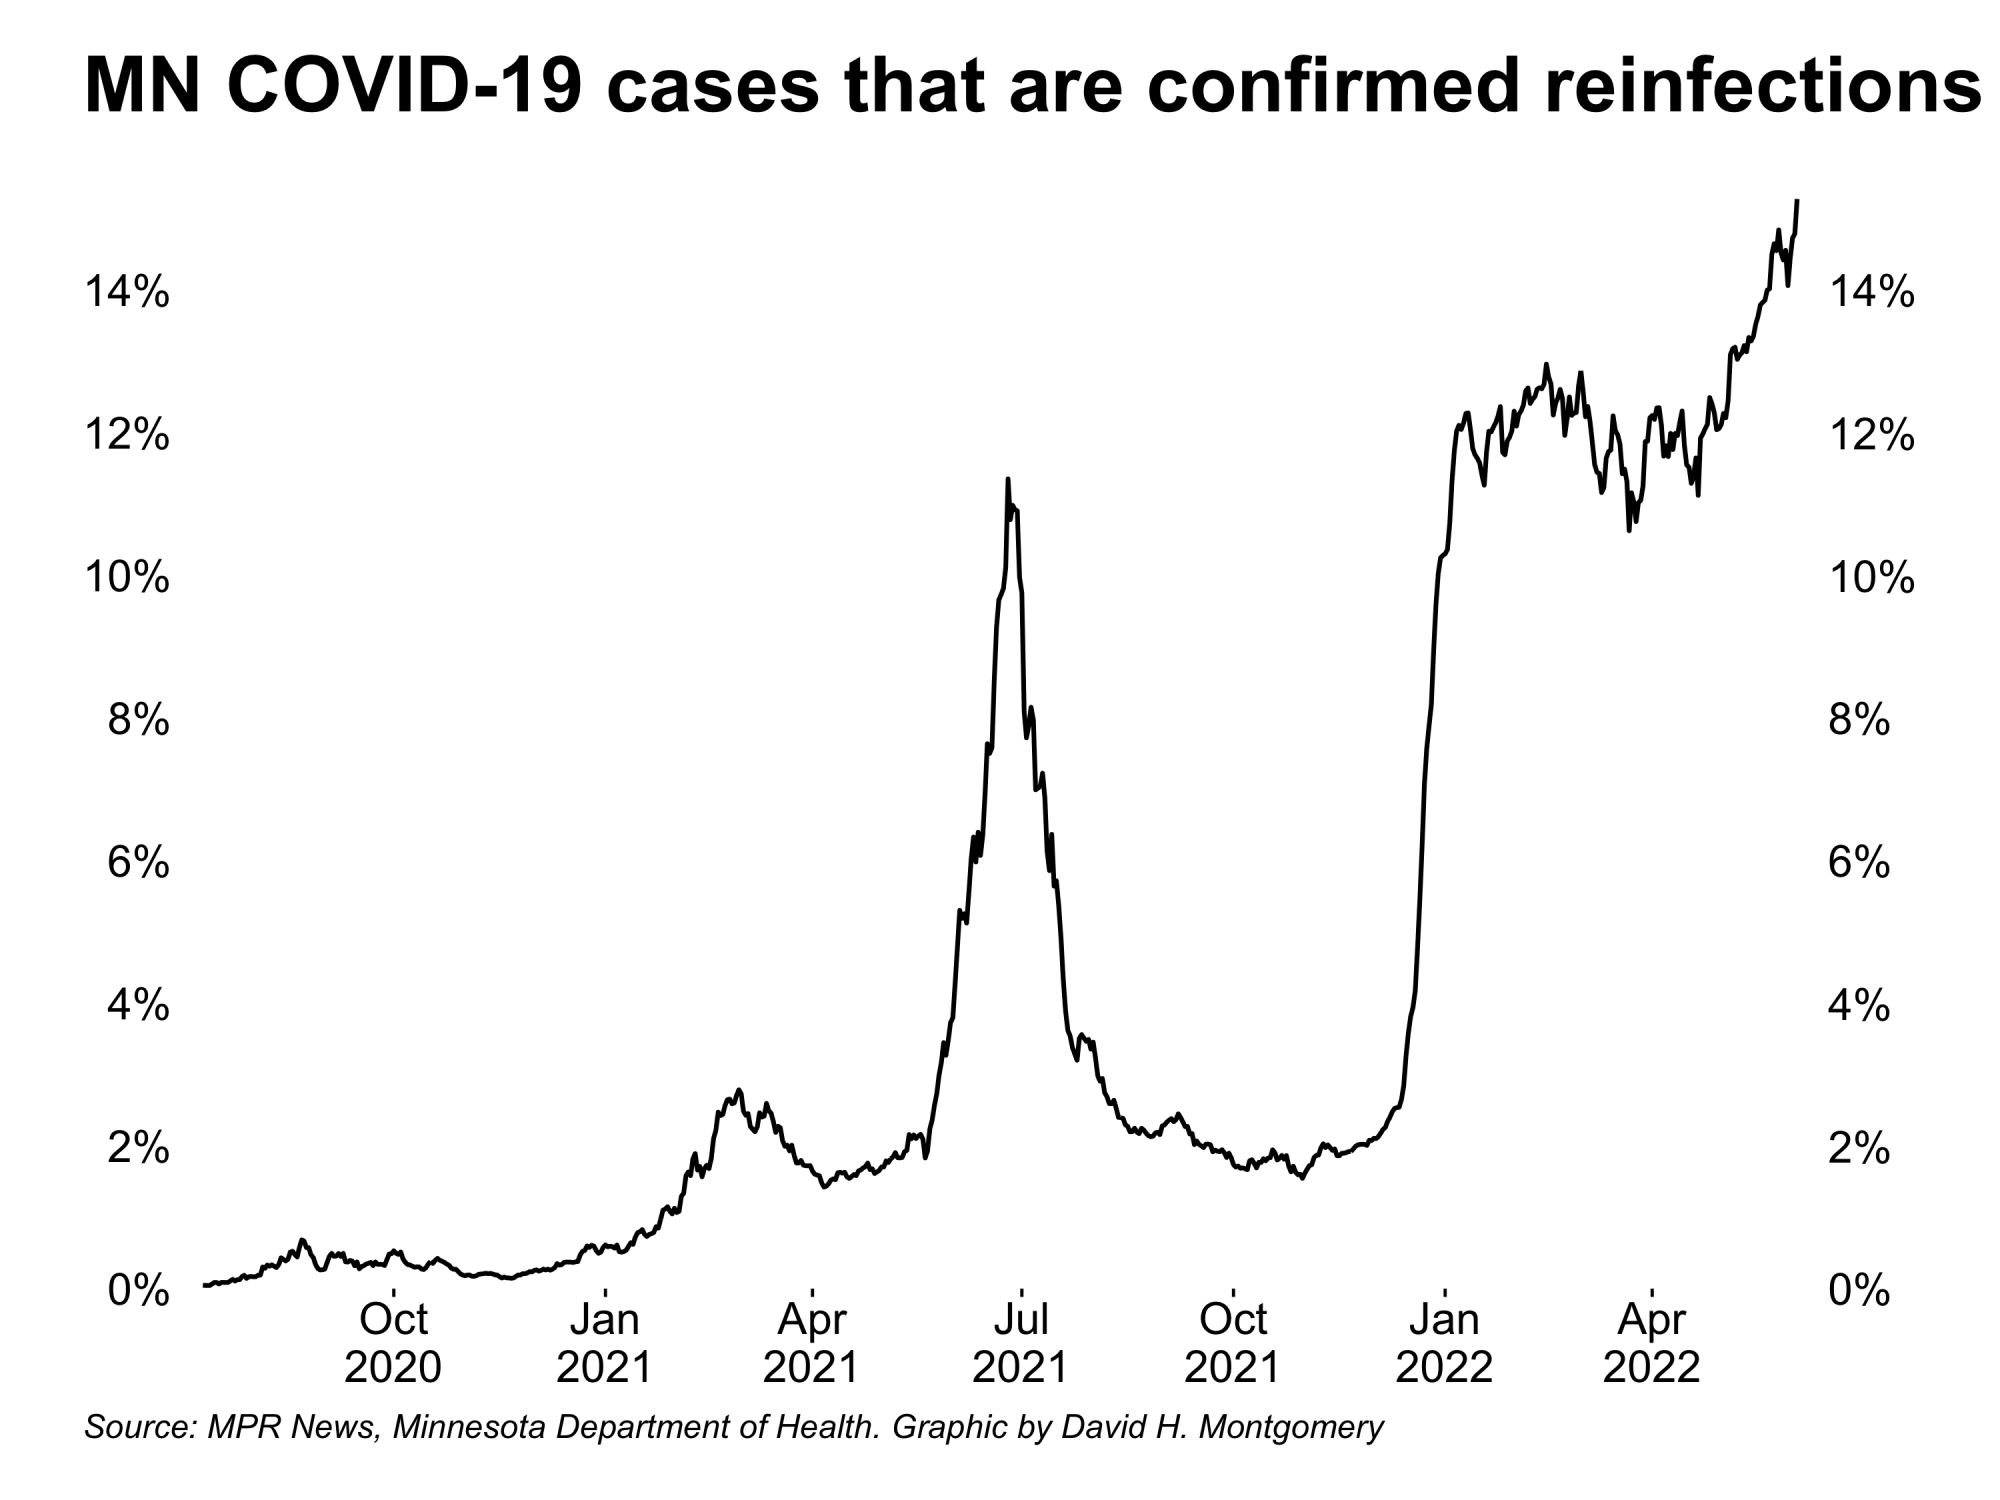 MN COVID-19 cases that are confirmed reinfections
14% 14%
12% 12%
10% 10%
8% 8%
6% 6%
4% 4%
2% 2%
0% 0%
Oct Jan Apr Jul Oct Jan Apr
2020 2021 2021 2021 2021 2022 2022
Source: MPR News, Minnesota Department of Health. Graphic by David H. Montgomery